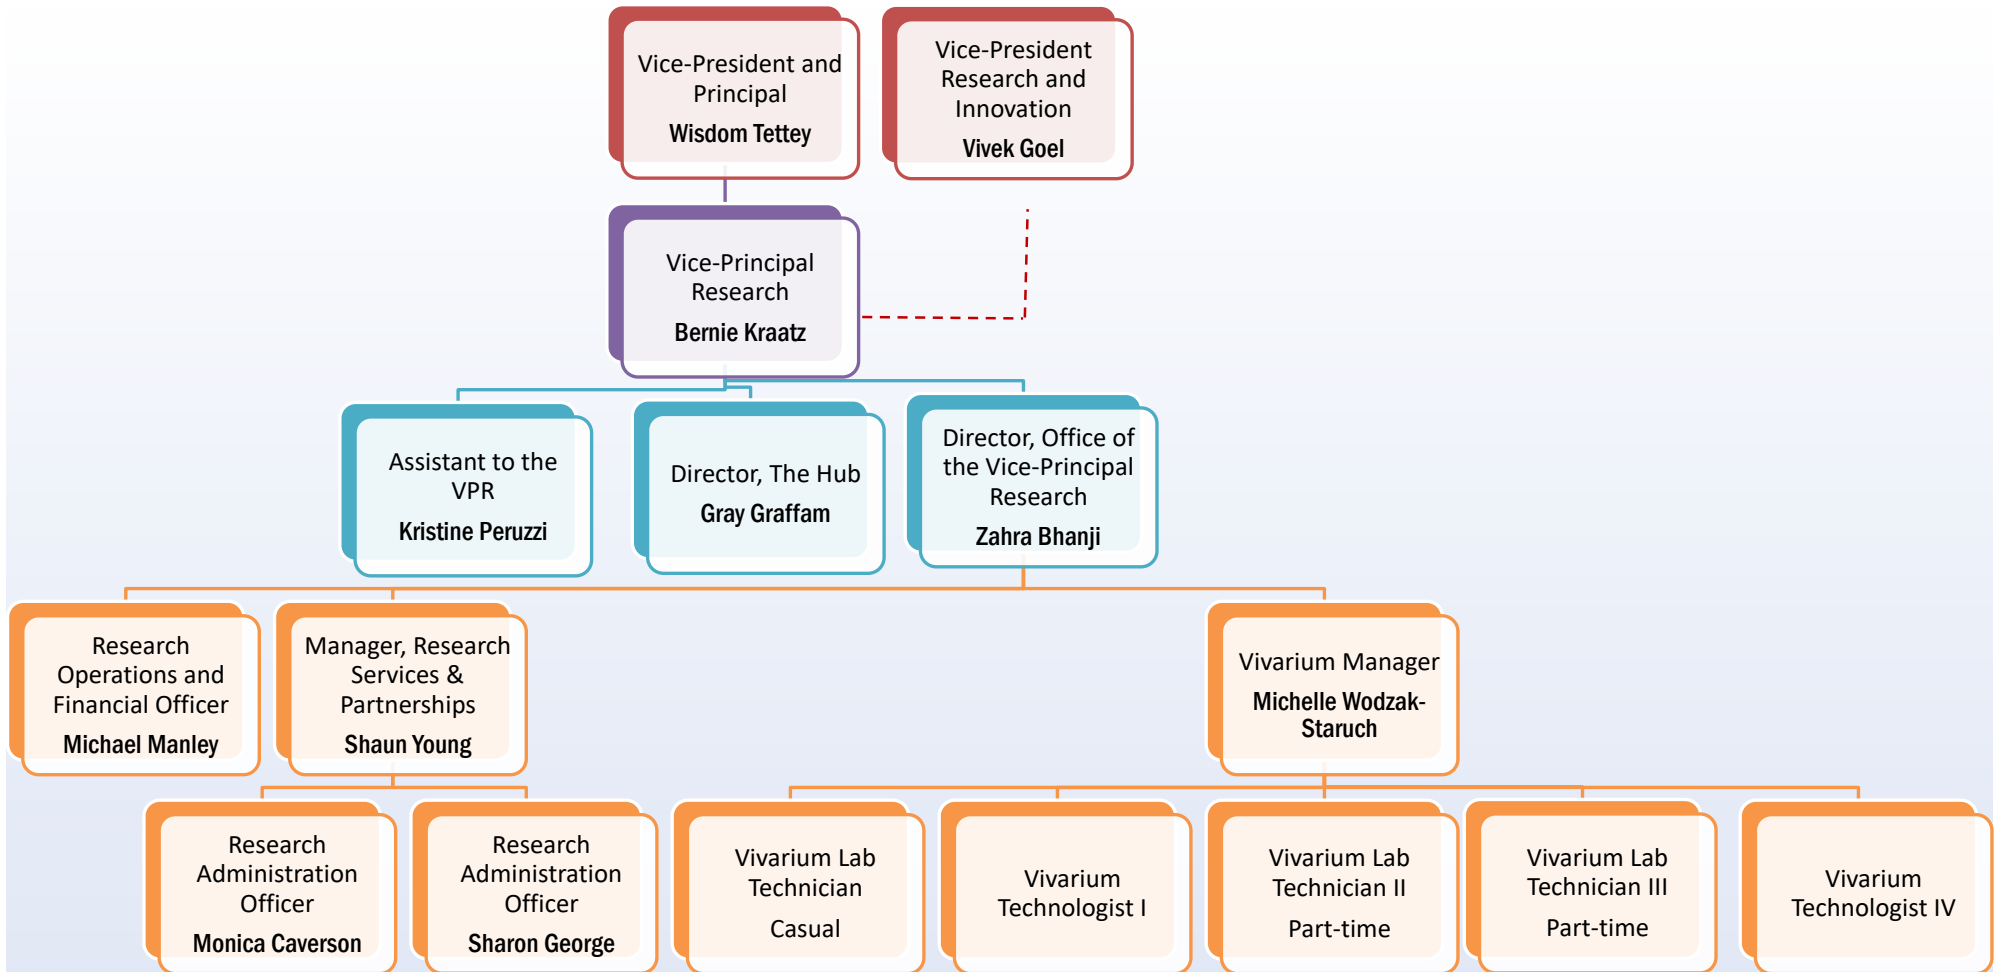 Vice-President and
Principal
Wisdom Tettey
Vice-President
Research and
Innovation
Vivek Goel
Vice-Principal
Research
Bernie Kraatz
Assistant to the
VPR
Kristine Peruzzi
Director, The Hub
Gray Graffam
Director, Office of
the Vice-Principal
Research
Zahra Bhanji
Research
Operations and
Financial Officer
Michael Manley
Manager, Research
Services &
Partnerships
Shaun Young
Vivarium Manager
Michelle Wodzak-
Staruch
Research
Administration
Officer
Monica Caverson
Research
Administration
Officer
Sharon George
Vivarium Lab
Technician
Casual
Vivarium
Technologist I
Vivarium Lab
Technician II
Part-time
Vivarium Lab
Technician III
Part-time
Vivarium
Technologist IV